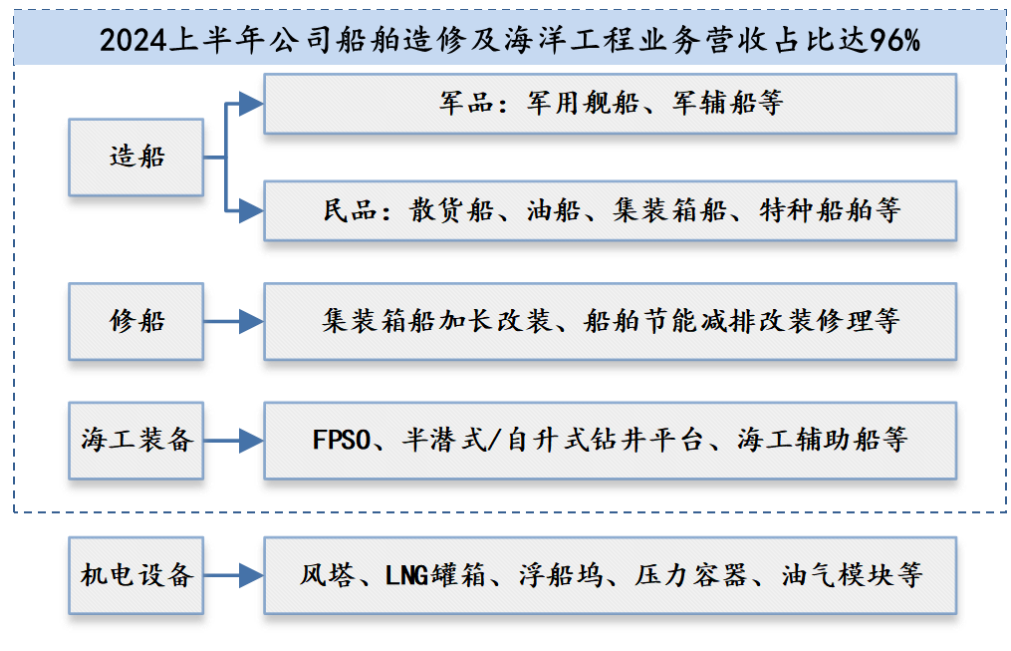 2024上半年公司船舶造修及海洋工程业务营收占比达96%
造船
军品：军用舰船、军辅船等
民品：散货船、油船、集装箱船、特种船舶等
修船
集装箱船加长改装、船舶节能减排改装修理等
海工装备
FPSO、半潜式/自升式钻井平台、海工辅助船等
机电设备
风塔、LNG罐箱、浮船坞、压力容器、油气模块等